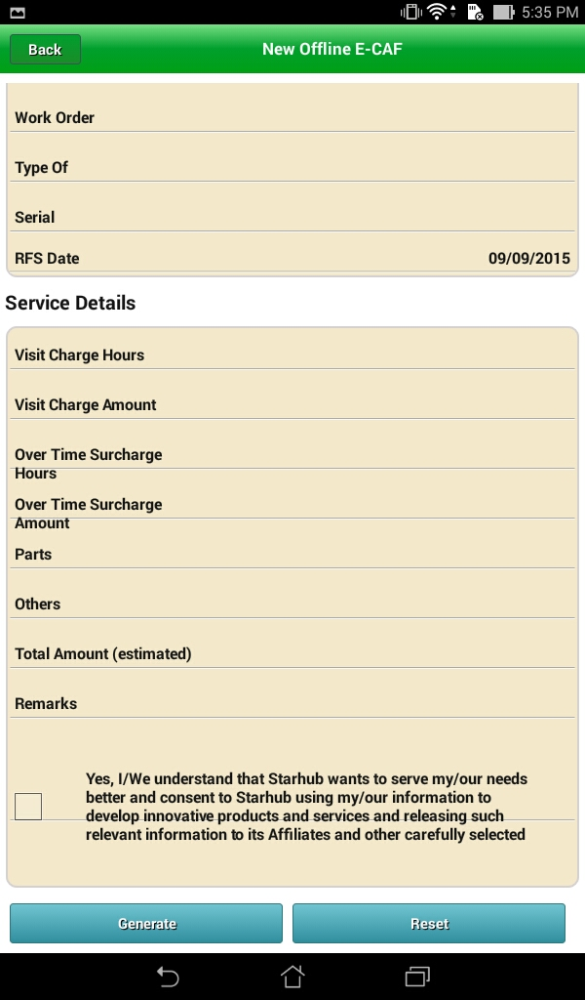 5:35 PM
Back
New Offline E-CAF
Work Order
Type Of
Serial
RFS Date 09/09/2015
Service Details
Visit Charge Hours
Visit Charge Amount
Over Time Surcharge
Hours
Over Time Surcharge
Amount
Parts
Others
Total Amount (estimated)
Remarks
Yes, I/We understand that Starhub wants to serve my/our needs
better and consent to Starhub using my/our information to
develop innovative products and services and releasing such
relevant information to its Affiliates and other carefully selected
Generate
Reset